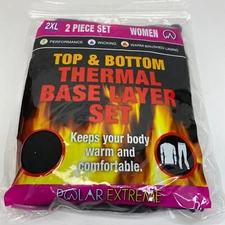 2XL 2 PIECE SET WOMEN
PERFORMANCE WICKING WARM BRUSHED LINING
TOP & BOTTOM
THERMAL
BASE LAYER
SET
Keeps your body
warm and
comfortable.
POLAR EXTREME